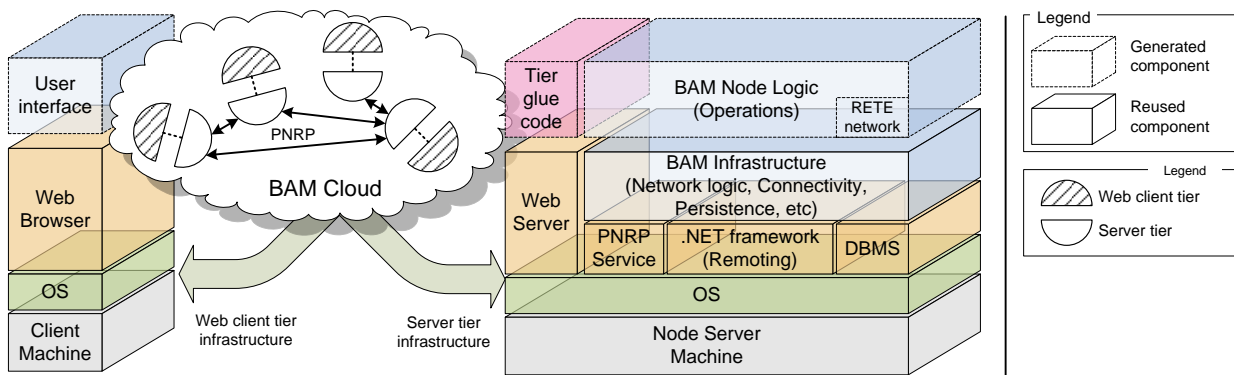 User
interface
Web
Browser
OS
Client
Machine
PNRP
BAM Cloud
Web client tier
infrastructure
Server tier
infrastructure
Tier
glue
code
BAM Node Logic
(Operations)
RETE
network
Web
Server
BAM Infrastructure
(Network logic, Connectivity,
Persistence, etc)
PNRP
Service
.NET framework
(Remoting)
DBMS
OS
Node Server
Machine
Legend
Generated
component
Reused
component
Legend
Web client tier
Server tier